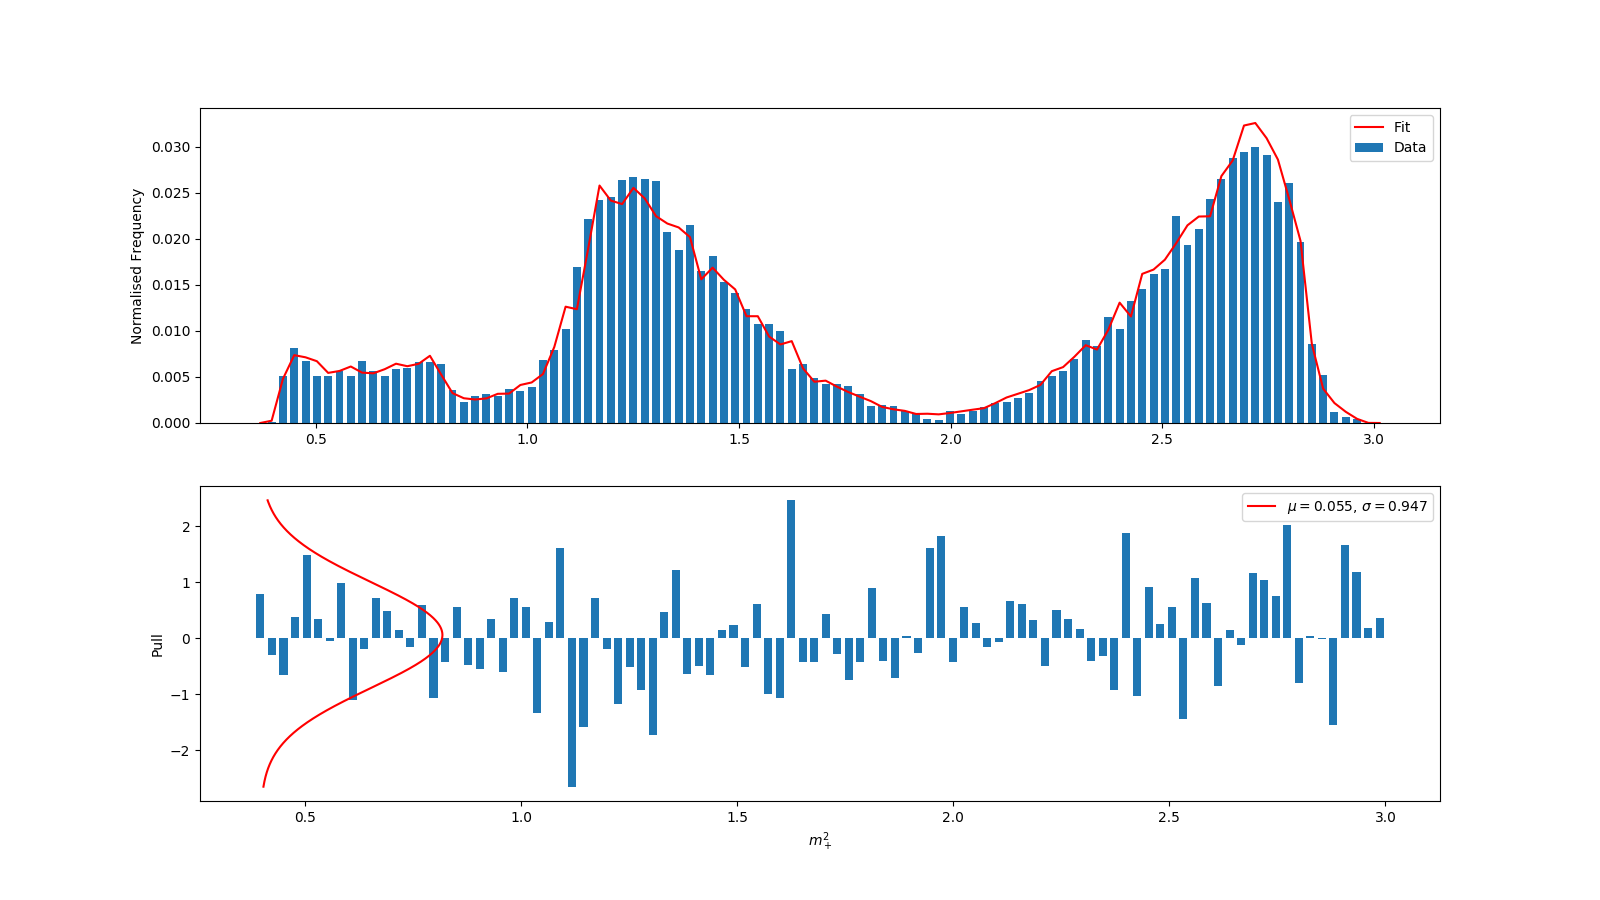 Fit
Data
Normalised Frequency
0.030
0.025
0.020
0.015
0.010
0.005
0.000
0.5 1.0 1.5 2.0 2.5 3.0
μ = 0.055, σ = 0.947
Pull
2
1
0
−1
−2
0.5 1.0 1.5 2.0 2.5 3.0
m²₊